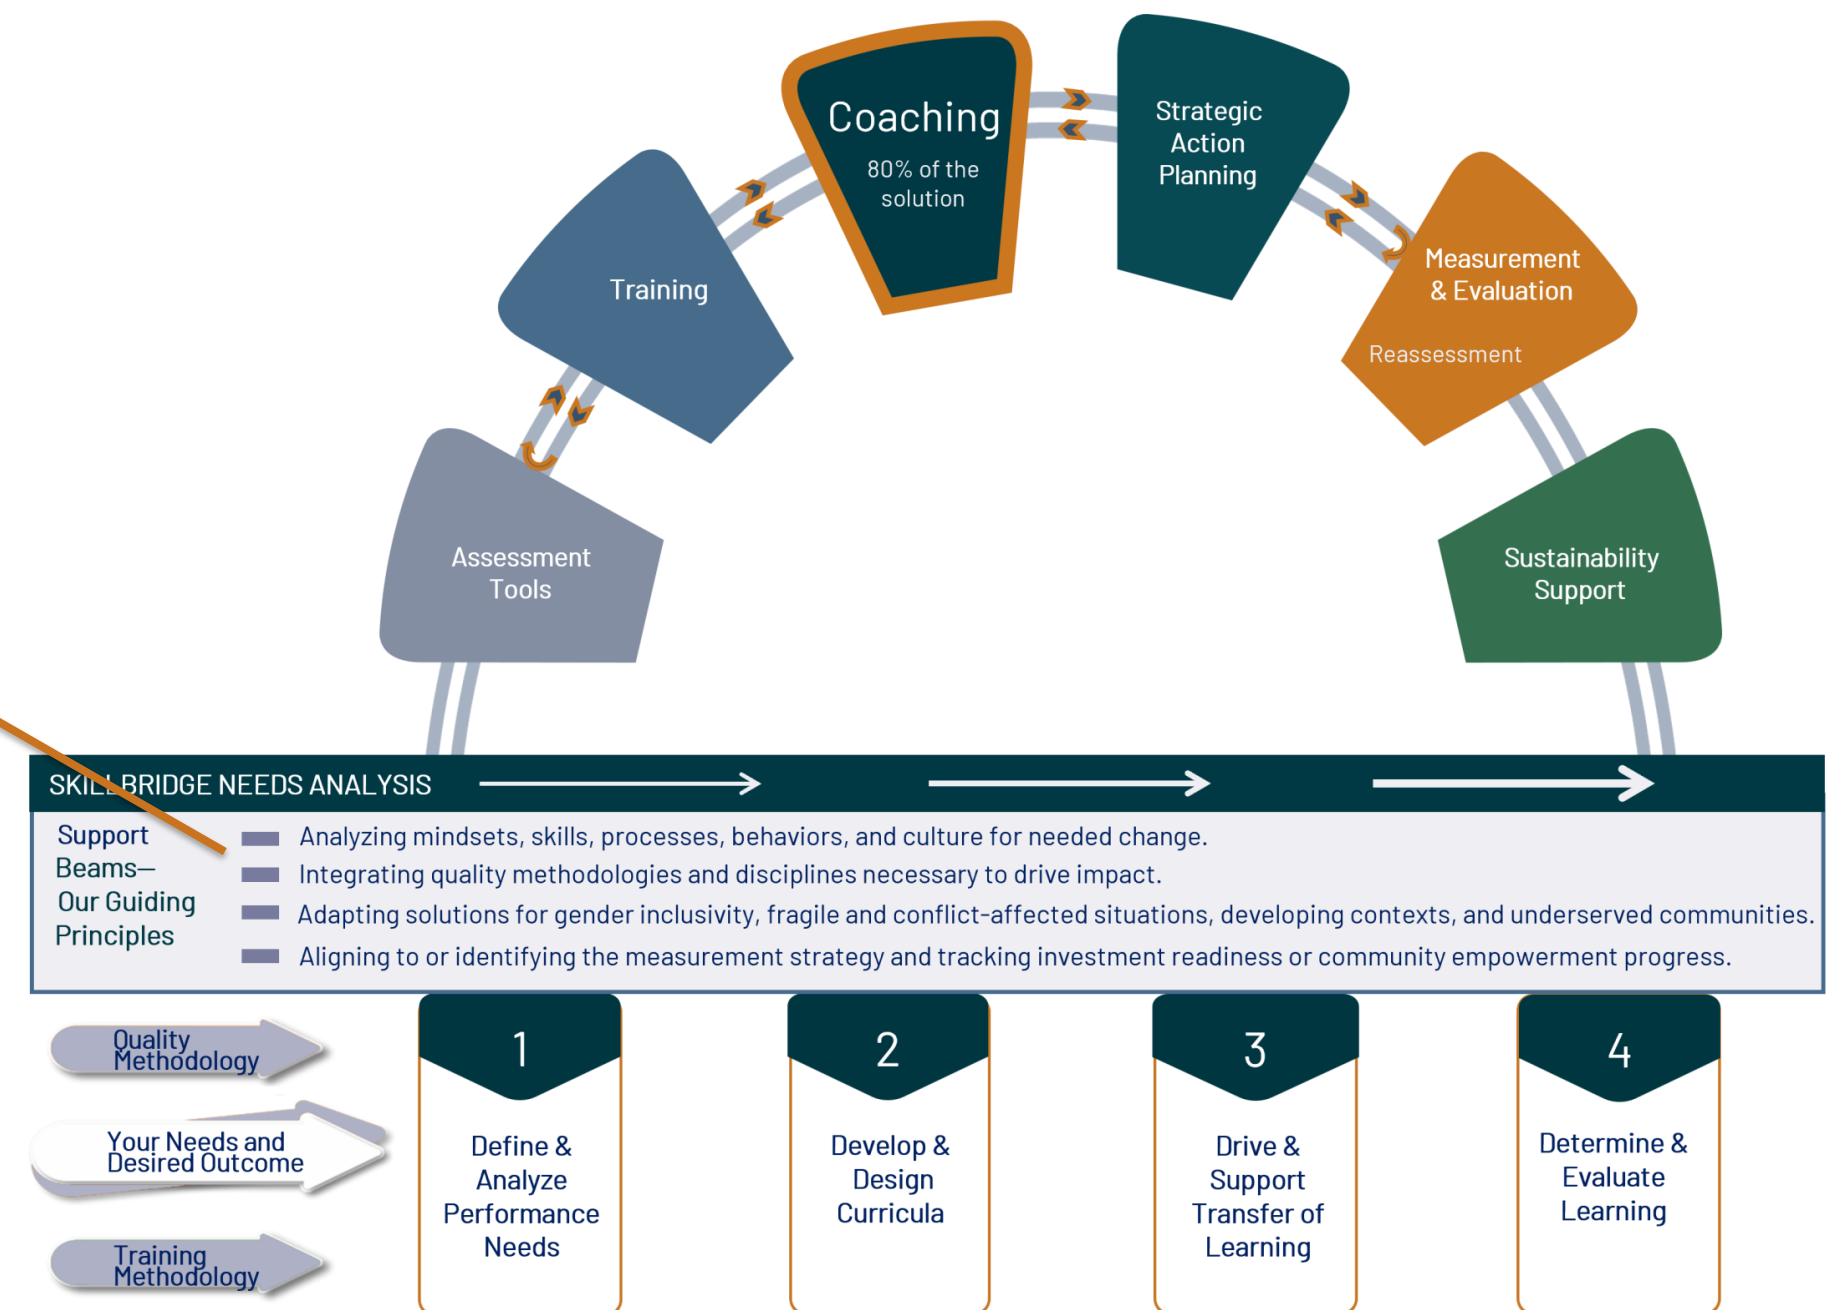 Coaching
80% of the
solution
Strategic
Action
Planning
Training
Measurement
& Evaluation
Reassessment
Assessment
Tools
Sustainability
Support
SKILLBRIDGE NEEDS ANALYSIS
Support
Beams—
Our Guiding
Principles
Analyzing mindsets, skills, processes, behaviors, and culture for needed change.
Integrating quality methodologies and disciplines necessary to drive impact.
Adapting solutions for gender inclusivity, fragile and conflict-affected situations, developing contexts, and underserved communities.
Aligning to or identifying the measurement strategy and tracking investment readiness or community empowerment progress.
Quality
Methodology
Your Needs and
Desired Outcome
Training
Methodology
1
Define &
Analyze
Performance
Needs
2
Develop &
Design
Curricula
3
Drive &
Support
Transfer of
Learning
4
Determine &
Evaluate
Learning